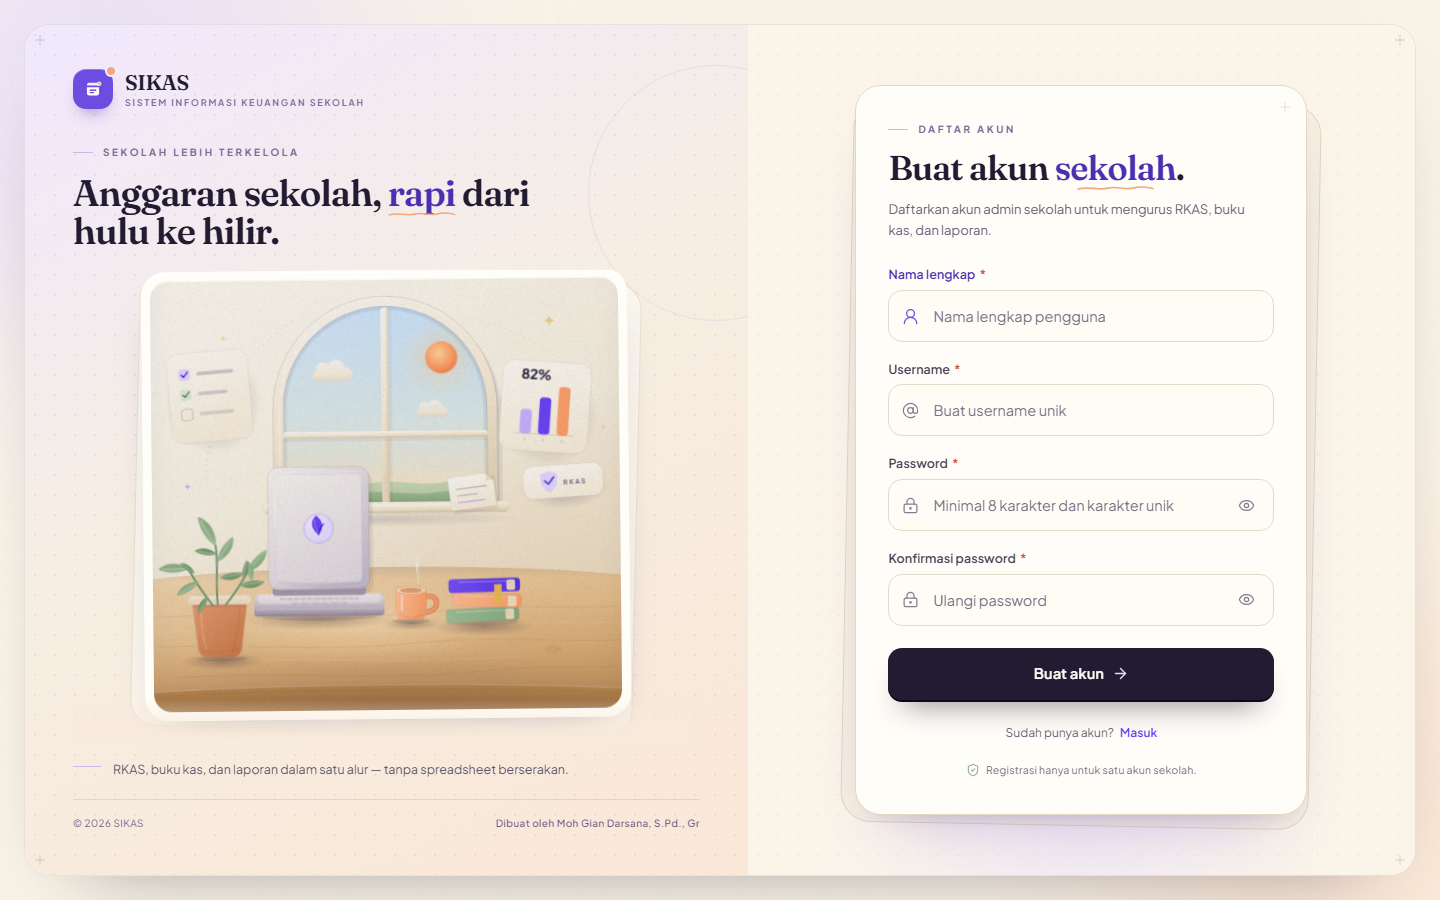 SIKAS
SISTEM INFORMASI KEUANGAN SEKOLAH
SEKOLAH LEBIH TERKELOLA
Anggaran sekolah, rapi dari
hulu ke hilir.
82%
RKAS
RKAS, buku kas, dan laporan dalam satu alur — tanpa spreadsheet berserakan.
© 2026 SIKAS
Dibuat oleh Moh Gian Darsana, S.Pd., Gr
DAFTAR AKUN
Buat akun sekolah.
Daftarkan akun admin sekolah untuk mengurus RKAS, buku
kas, dan laporan.
Nama lengkap *
Nama lengkap pengguna
Username *
Buat username unik
Password *
Minimal 8 karakter dan karakter unik
Konfirmasi password *
Ulangi password
Buat akun →
Sudah punya akun? Masuk
Registrasi hanya untuk satu akun sekolah.